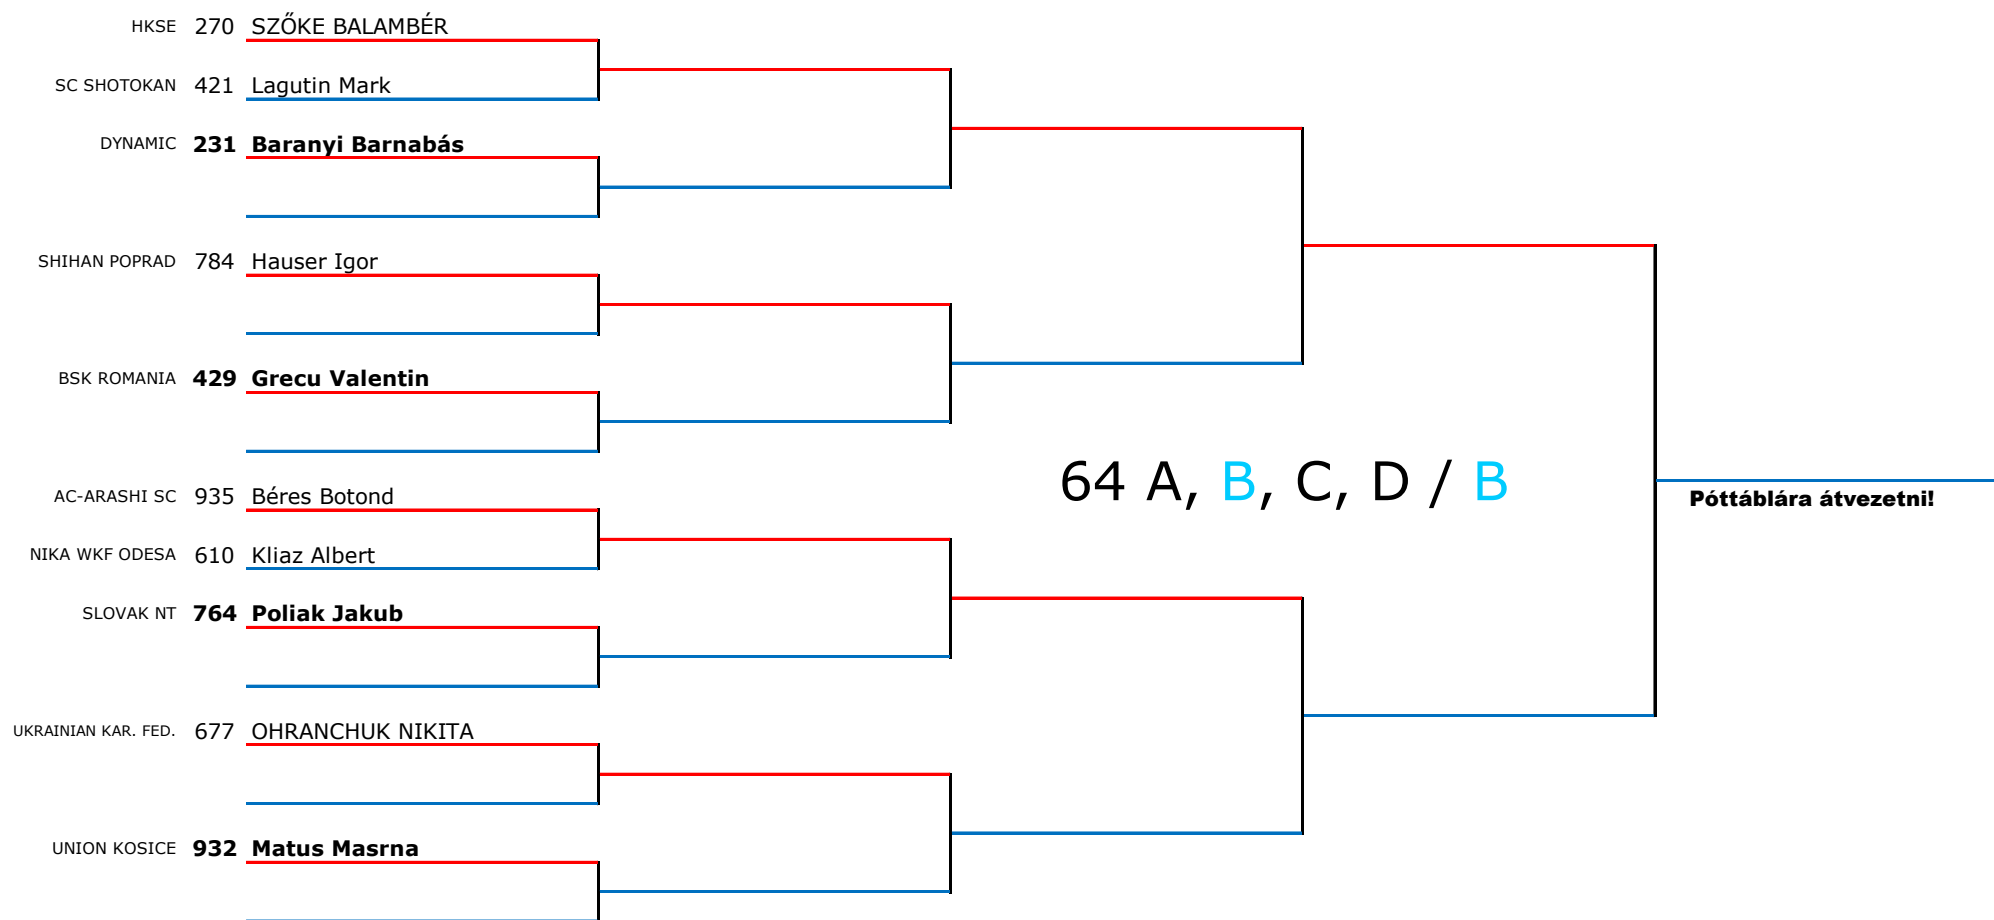 HKSE 270 SZŐKE BALAMBÉR
SC SHOTOKAN 421 Lagutin Mark
DYNAMIC 231 Baranyi Barnabás
SHIHAN POPRAD 784 Hauser Igor
BSK ROMANIA 429 Grecu Valentin
64 A, B, C, D / B
AC-ARASHI SC 935 Béres Botond
Póttáblára átvezetni!
NIKA WKF ODESA 610 Kliaz Albert
SLOVAK NT 764 Poliak Jakub
UKRAINIAN KAR. FED. 677 OHRANCHUK NIKITA
UNION KOSICE 932 Matus Masrna